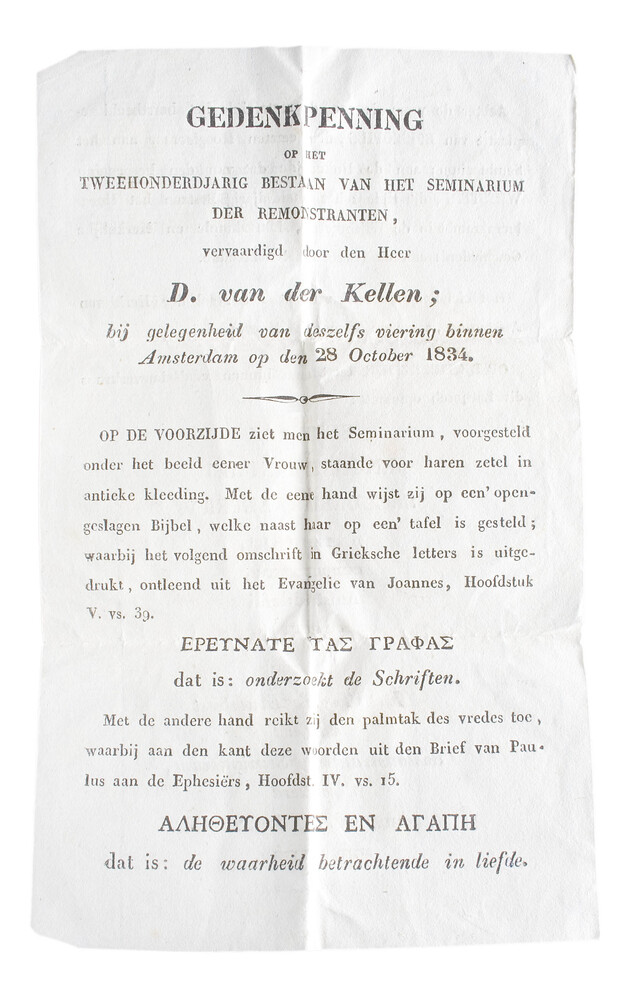 GEDENKPENNING
OP HET
TWEEHONDERDJARIG BESTAAN VAN HET SEMINARIUM
DER REMONSTRANTEN,
vervaardigd door den Heer
D. van der Kellen;
bij gelegenheid van deszelfs viering binnen
Amsterdam op den 28 October 1834.
OP DE VOORZIJDE ziet men het Seminarium, voorgesteld
onder het beeld eener Vrouw, staande voor haren zetel in
antieke kleeding. Met de eene hand wijst zij op een' open-
geslagen Bijbel, welke naast haar op een' tafel is gesteld;
waarbij het volgend omschrift in Grieksche letters is uitge-
drukt, ontleend uit het Evangelie van Joannes, Hoofdstuk
V. vs. 39.
ΕΡΕΥΝΑΤΕ ΤΑΣ ΓΡΑΦΑΣ
dat is: onderzoekt de Schriften.
Met de andere hand reikt zij den palmtak des vredes toe,
waarbij aan den kant deze woorden uit den Brief van Pau-
lus aan de Ephesiërs, Hoofdst. IV. vs. 15.
ΑΛΗΘΕΥΟΝΤΕΣ ΕΝ ΑΓΑΠΗ
dat is: de waarheid betrachtende in liefde.